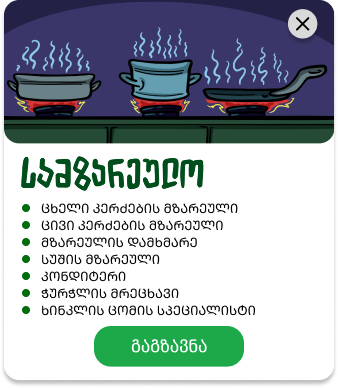 სამზარეულო
ცხელი კერძების მზარეული
ცივი კერძების მზარეული
მზარეულის დამხმარე
სუშის მზარეული
კონდიტერი
ჭურჭლის მრეცხავი
ხინკლის ცომის სპეციალისტი
გაგზავნა